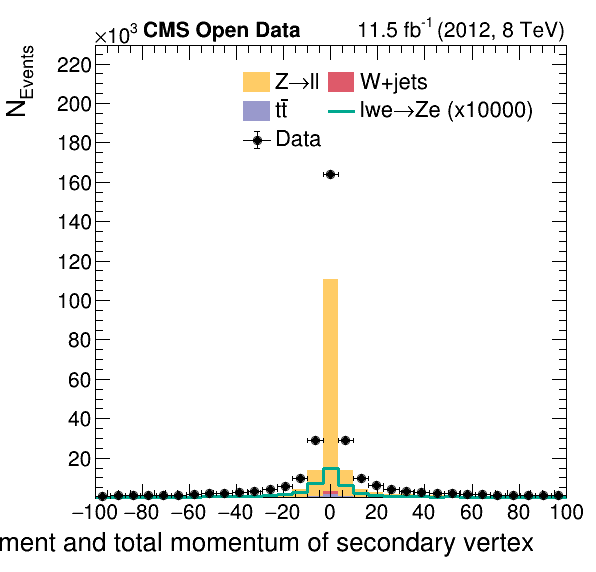 ×10³ CMS Open Data 11.5 fb⁻¹ (2012, 8 TeV)
N_Events
220
200
180
160
140
120
100
80
60
40
20
Z→ll W+jets
tt̄ lwe→Ze (x10000)
Data
−100 −80 −60 −40 −20 0 20 40 60 80 100
ment and total momentum of secondary vertex